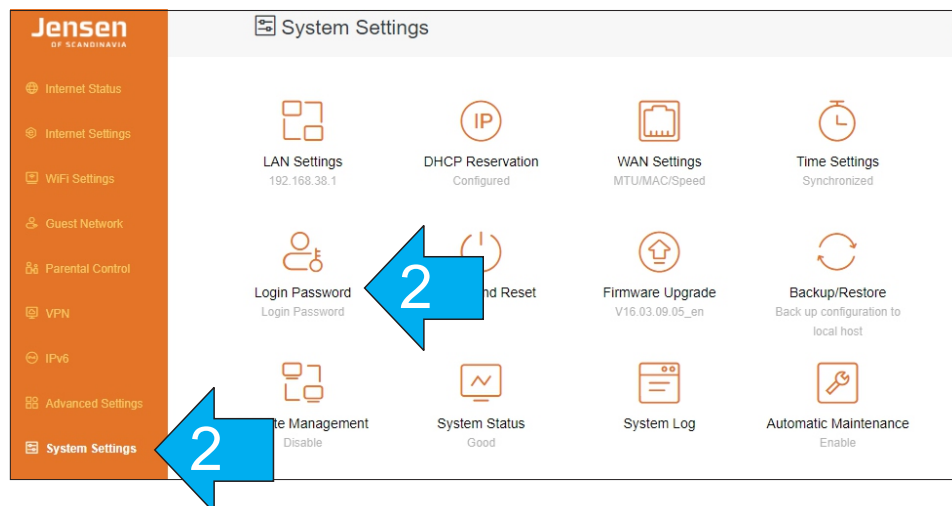 Jensen
OF SCANDINAVIA
System Settings
Internet Status
Internet Settings
WiFi Settings
Guest Network
Parental Control
VPN
IPv6
Advanced Settings
System Settings
IP
LAN Settings
192.168.38.1
DHCP Reservation
Configured
WAN Settings
MTU/MAC/Speed
Time Settings
Synchronized
Login Password
Login Password
2
Reset
Firmware Upgrade
V16.03.09.05_en
Backup/Restore
Back up configuration to
local host
Management
Disable
System Status
Good
System Log
Automatic Maintenance
Enable
2